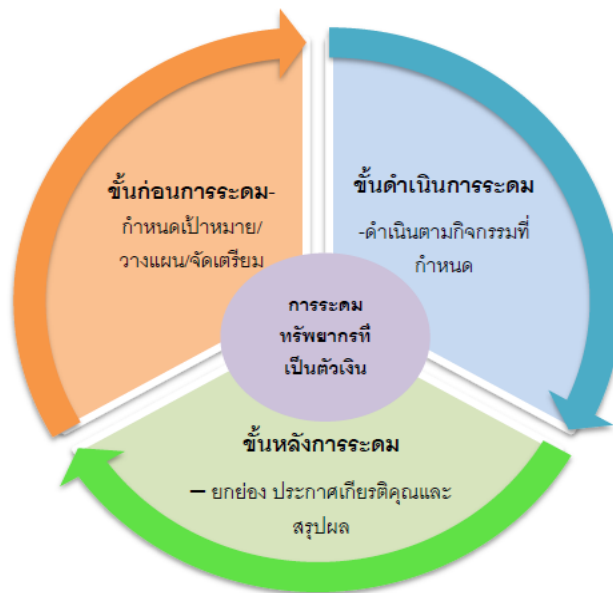 ขั้นก่อนการระดม-
กำหนดเป้าหมาย/
วางแผน/จัดเตรียม
ขั้นดำเนินการระดม
-ดำเนินตามกิจกรรมที่
กำหนด
การระดม
ทรัพยากรที่
เป็นตัวเงิน
ขั้นหลังการระดม
– ยกย่อง ประกาศเกียรติคุณและ
สรุปผล